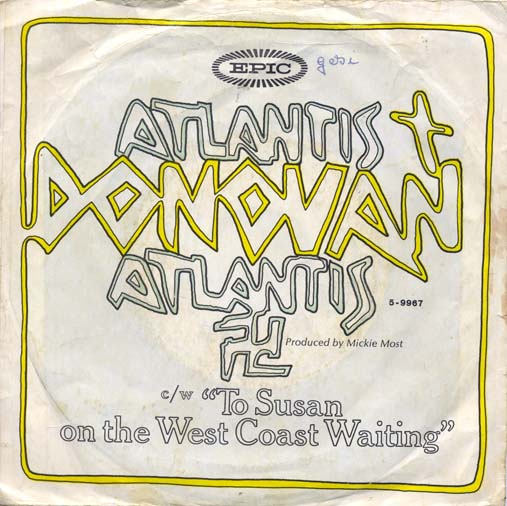 EPIC
ATLANTIS
DONOVAN
ATLANTIS
5-9967
Produced by Mickie Most
c/w “To Susan
on the West Coast Waiting”